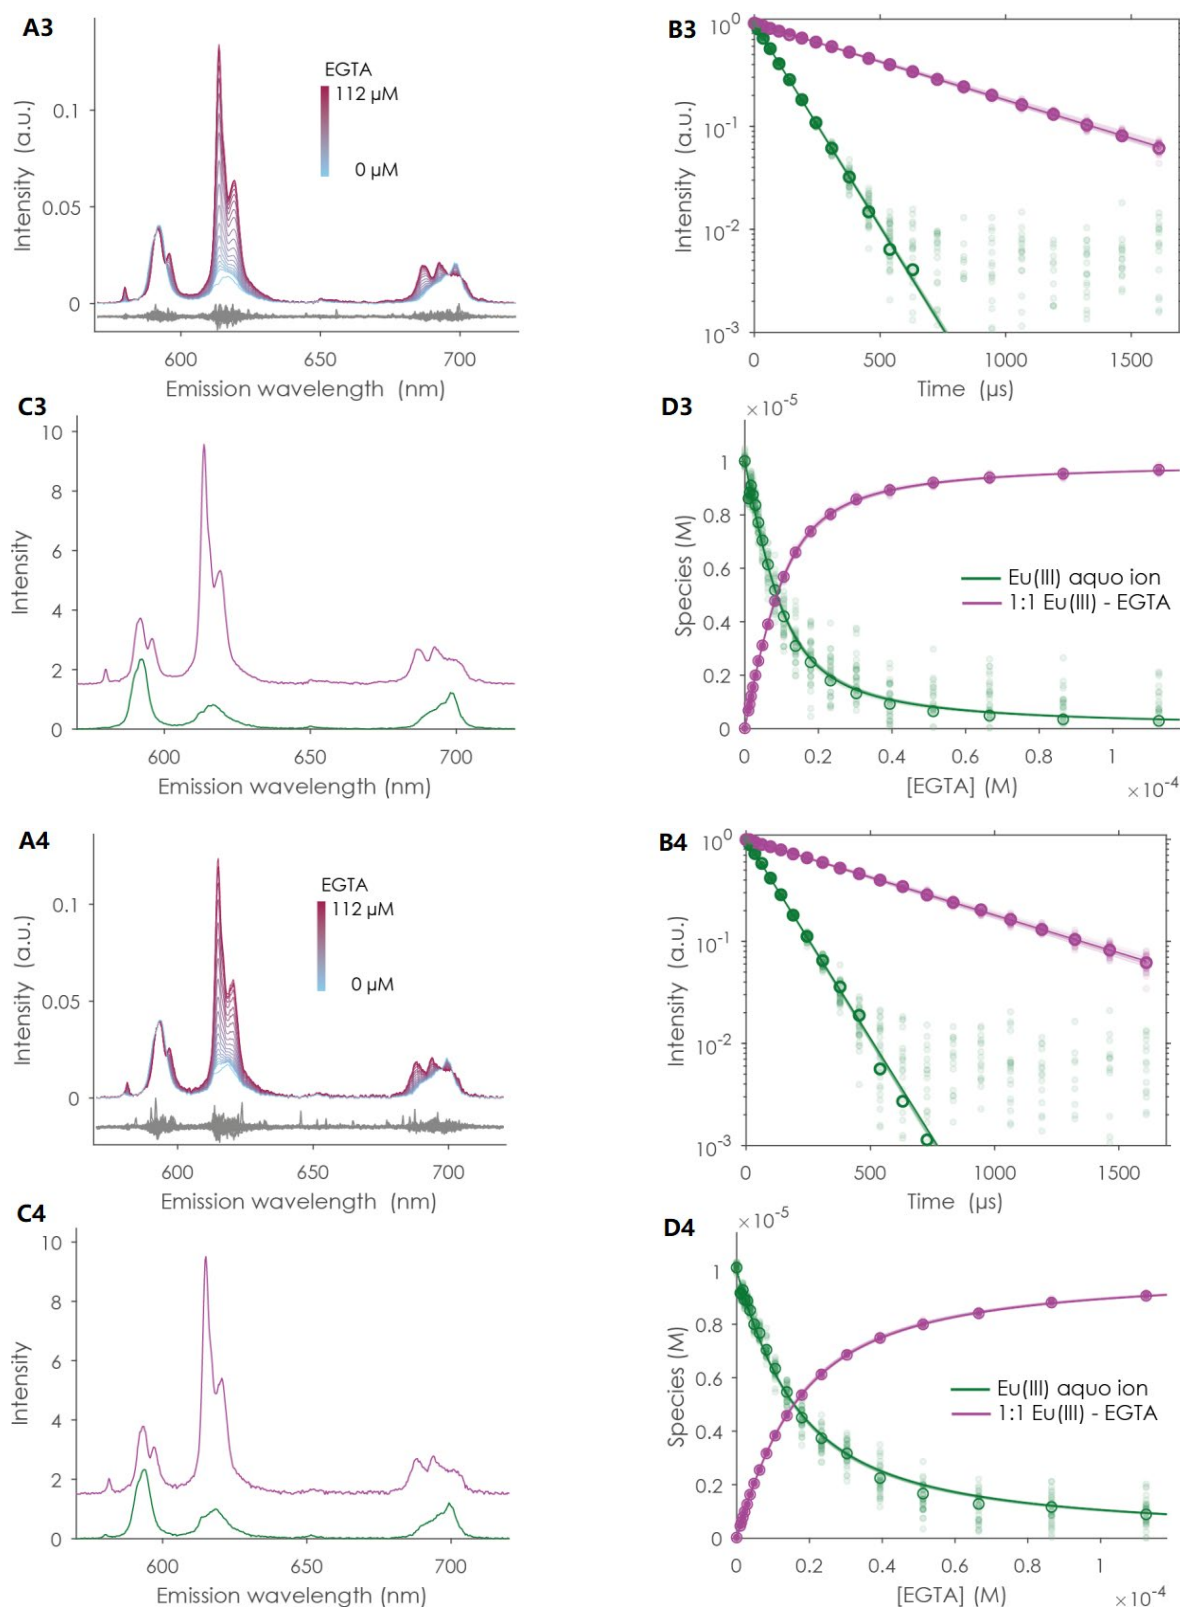 A3
EGTA
112 µM
0 µM
0.1
0.05
0
Intensity (a.u.)
600 650 700
Emission wavelength (nm)
B3
10⁰
10⁻¹
10⁻²
10⁻³
Intensity (a.u.)
0 500 1000 1500
Time (µs)
C3
10
8
6
4
2
0
Intensity
600 650 700
Emission wavelength (nm)
D3
×10⁻⁵
1
0.8
0.6
0.4
0.2
0
Species (M)
Eu(III) aquo ion
1:1 Eu(III) - EGTA
0 0.2 0.4 0.6 0.8 1
[EGTA] (M)
×10⁻⁴
A4
EGTA
112 µM
0 µM
0.1
0.05
0
Intensity (a.u.)
600 650 700
Emission wavelength (nm)
B4
10⁰
10⁻¹
10⁻²
10⁻³
Intensity (a.u.)
0 500 1000 1500
Time (µs)
C4
10
8
6
4
2
0
Intensity
600 650 700
Emission wavelength (nm)
D4
×10⁻⁵
1
0.8
0.6
0.4
0.2
0
Species (M)
Eu(III) aquo ion
1:1 Eu(III) - EGTA
0 0.2 0.4 0.6 0.8 1
[EGTA] (M)
×10⁻⁴